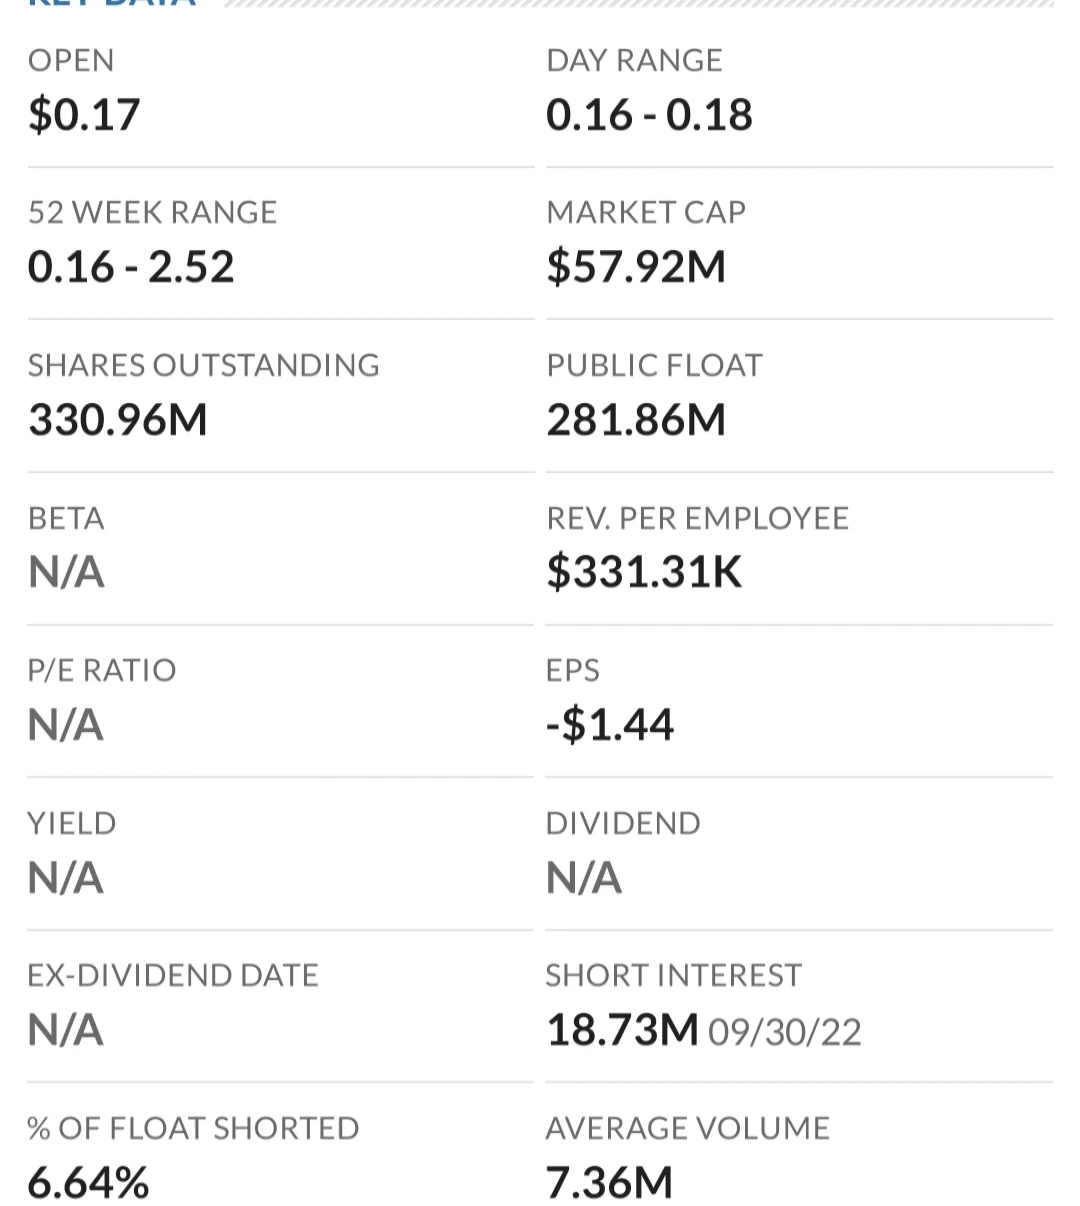 KEY DATA
OPEN
$0.17
DAY RANGE
0.16 - 0.18
52 WEEK RANGE
0.16 - 2.52
MARKET CAP
$57.92M
SHARES OUTSTANDING
330.96M
PUBLIC FLOAT
281.86M
BETA
N/A
REV. PER EMPLOYEE
$331.31K
P/E RATIO
N/A
EPS
-$1.44
YIELD
N/A
DIVIDEND
N/A
EX-DIVIDEND DATE
N/A
SHORT INTEREST
18.73M 09/30/22
% OF FLOAT SHORTED
6.64%
AVERAGE VOLUME
7.36M